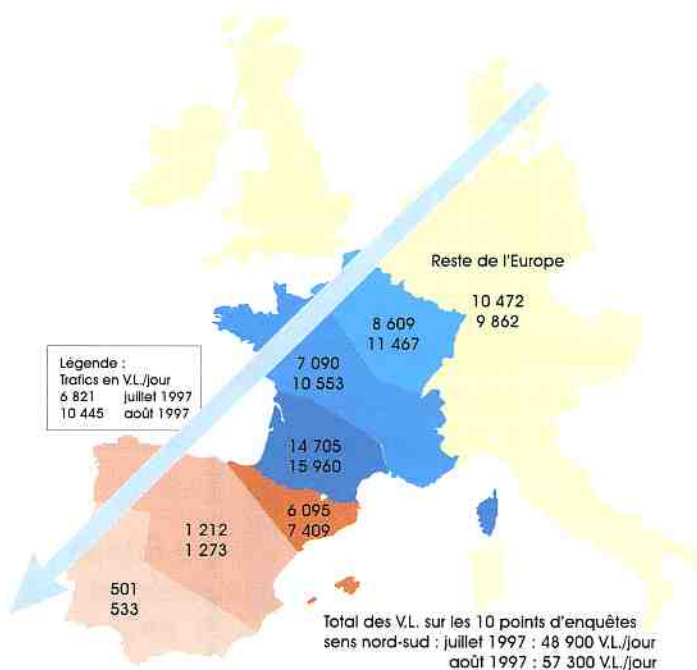 Reste de l'Europe
10 472
9 862
8 609
11 467
7 090
10 553
Légende :
Trafics en V.L./jour
6 821 juillet 1997
10 445 août 1997
14 705
15 960
6 095
7 409
1 212
1 273
501
533
Total des V.L. sur les 10 points d'enquêtes
sens nord-sud : juillet 1997 : 48 900 V.L./jour
août 1997 : 57 300 V.L./jour